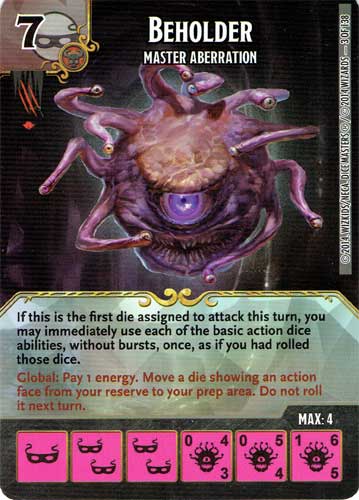 7
BEHOLDER
MASTER ABERRATION
©2014 WIZKIDS/NECA. DICE MASTERS ©/©2014 WIZARDS — 3 OF 138
If this is the first die assigned to attack this turn, you
may immediately use each of the basic action dice
abilities, without bursts, once, as if you had rolled
those dice.
Global: Pay 1 energy. Move a die showing an action
face from your reserve to your prep area. Do not roll
it next turn.
MAX: 4
0 4
3
0 5
4
1 6
5